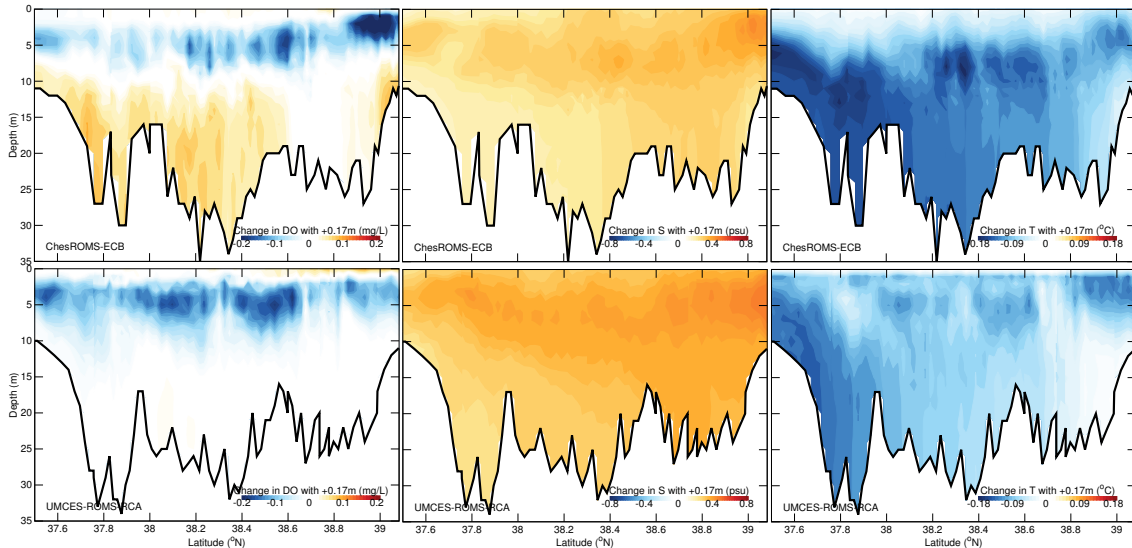 0
5
10
15
20
25
30
35
Depth (m)
ChesROMS-ECB
Change in DO with +0.17m (mg/L)
-0.2 -0.1 0 0.1 0.2
ChesROMS-ECB
Change in S with +0.17m (psu)
-0.8 -0.4 0 0.4 0.8
ChesROMS-ECB
Change in T with +0.17m (°C)
-0.18 -0.09 0 0.09 0.18
0
5
10
15
20
25
30
35
Depth (m)
UMCES-ROMS-RCA
Change in DO with +0.17m (mg/L)
-0.2 -0.1 0 0.1 0.2
UMCES-ROMS-RCA
Change in S with +0.17m (psu)
-0.8 -0.4 0 0.4 0.8
UMCES-ROMS-RCA
Change in T with +0.17m (°C)
-0.18 -0.09 0 0.09 0.18
37.6 37.8 38 38.2 38.4 38.6 38.8 39
Latitude (°N)
37.6 37.8 38 38.2 38.4 38.6 38.8 39
Latitude (°N)
37.6 37.8 38 38.2 38.4 38.6 38.8 39
Latitude (°N)